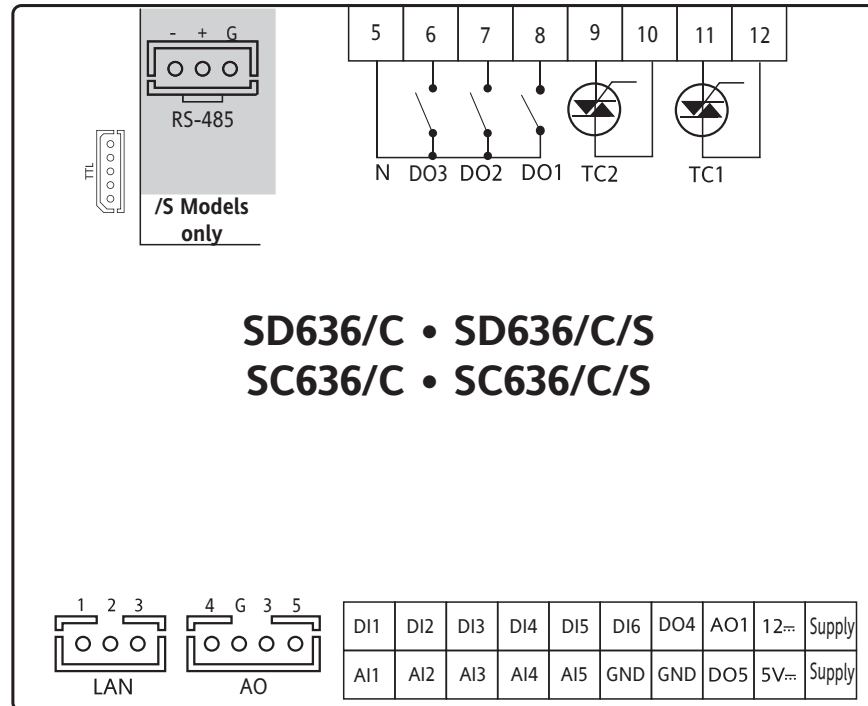 - + G
RS-485
TTL
/S Models
only
5 6 7 8 9 10 11 12
N DO3 DO2 DO1 TC2 TC1
SD636/C • SD636/C/S
SC636/C • SC636/C/S
1 2 3
LAN
4 G 3 5
AO
DI1 DI2 DI3 DI4 DI5 DI6 DO4 AO1 12⎓ Supply
AI1 AI2 AI3 AI4 AI5 GND GND DO5 5V⎓ Supply